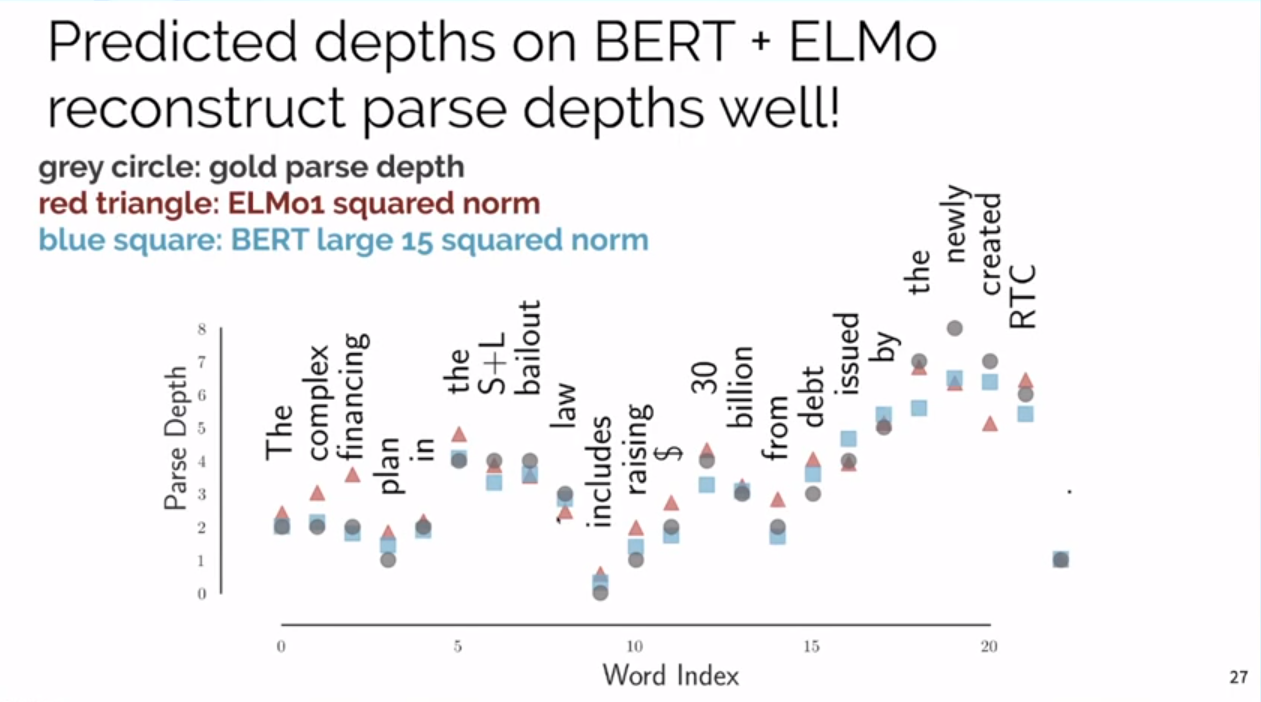 Predicted depths on BERT + ELMo
reconstruct parse depths well!
grey circle: gold parse depth
red triangle: ELMo1 squared norm
blue square: BERT large 15 squared norm
Parse Depth
8
7
6
5
4
3
2
1
0
The
complex
financing
plan
in
the
S+L
bailout
law
includes
raising
$
30
billion
from
debt
issued
by
the
newly
created
RTC
.
0 5 10 15 20
Word Index
27